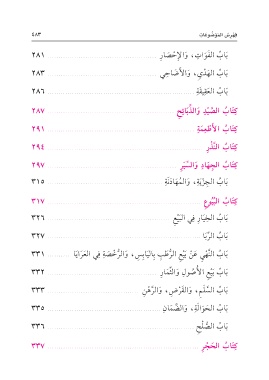 فِهْرِسُ المَوْضُوعَاتِ ٤٨٣
بَابُ الفَوَاتِ، وَالإِحْصَارِ ٢٨١
بَابُ الهَدْيِ، وَالأَضَاحِي ٢٨٣
بَابُ العَقِيقَةِ ٢٨٦
كِتَابُ الصَّيْدِ وَالذَّبَائِحِ ٢٨٧
كِتَابُ الأَطْعِمَةِ ٢٩١
كِتَابُ النَّذْرِ ٢٩٤
كِتَابُ الجِهَادِ وَالسِّيَرِ ٢٩٧
بَابُ الجِزْيَةِ، وَالمُهَادَنَةِ ٣١٥
كِتَابُ البُيُوعِ ٣١٧
بَابُ الخِيَارِ فِي البَيْعِ ٣٢٦
بَابُ الرِّبَا ٣٢٧
بَابُ النَّهْيِ عَنْ بَيْعِ الرُّطَبِ بِاليَابِسِ، وَالرُّخْصَةِ فِي العَرَايَا ٣٣١
بَابُ بَيْعِ الأُصُولِ وَالثِّمَارِ ٣٣٢
بَابُ السَّلَمِ، وَالقَرْضِ، وَالرَّهْنِ ٣٣٣
بَابُ الحَوَالَةِ، وَالضَّمَانِ ٣٣٥
بَابُ الصُّلْحِ ٣٣٦
كِتَابُ الحَجْرِ ٣٣٧